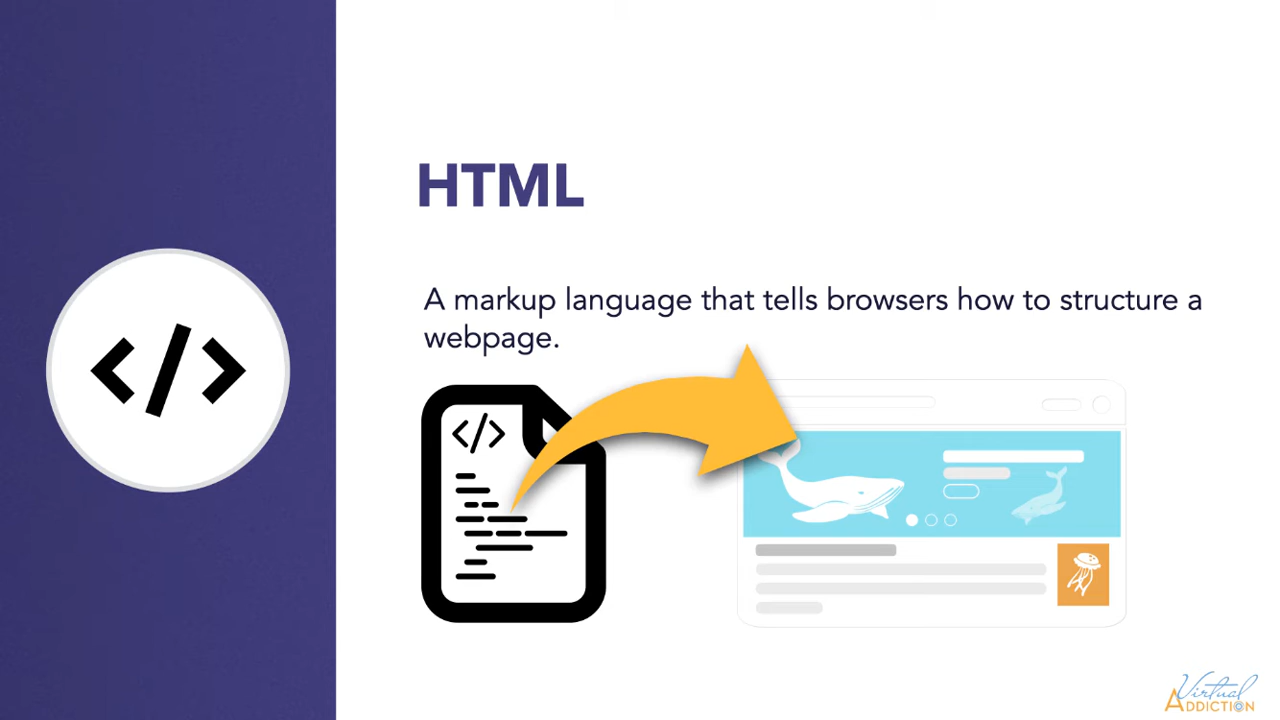 HTML
A markup language that tells browsers how to structure a
webpage.
</>
</>
Virtual
ADDICTION